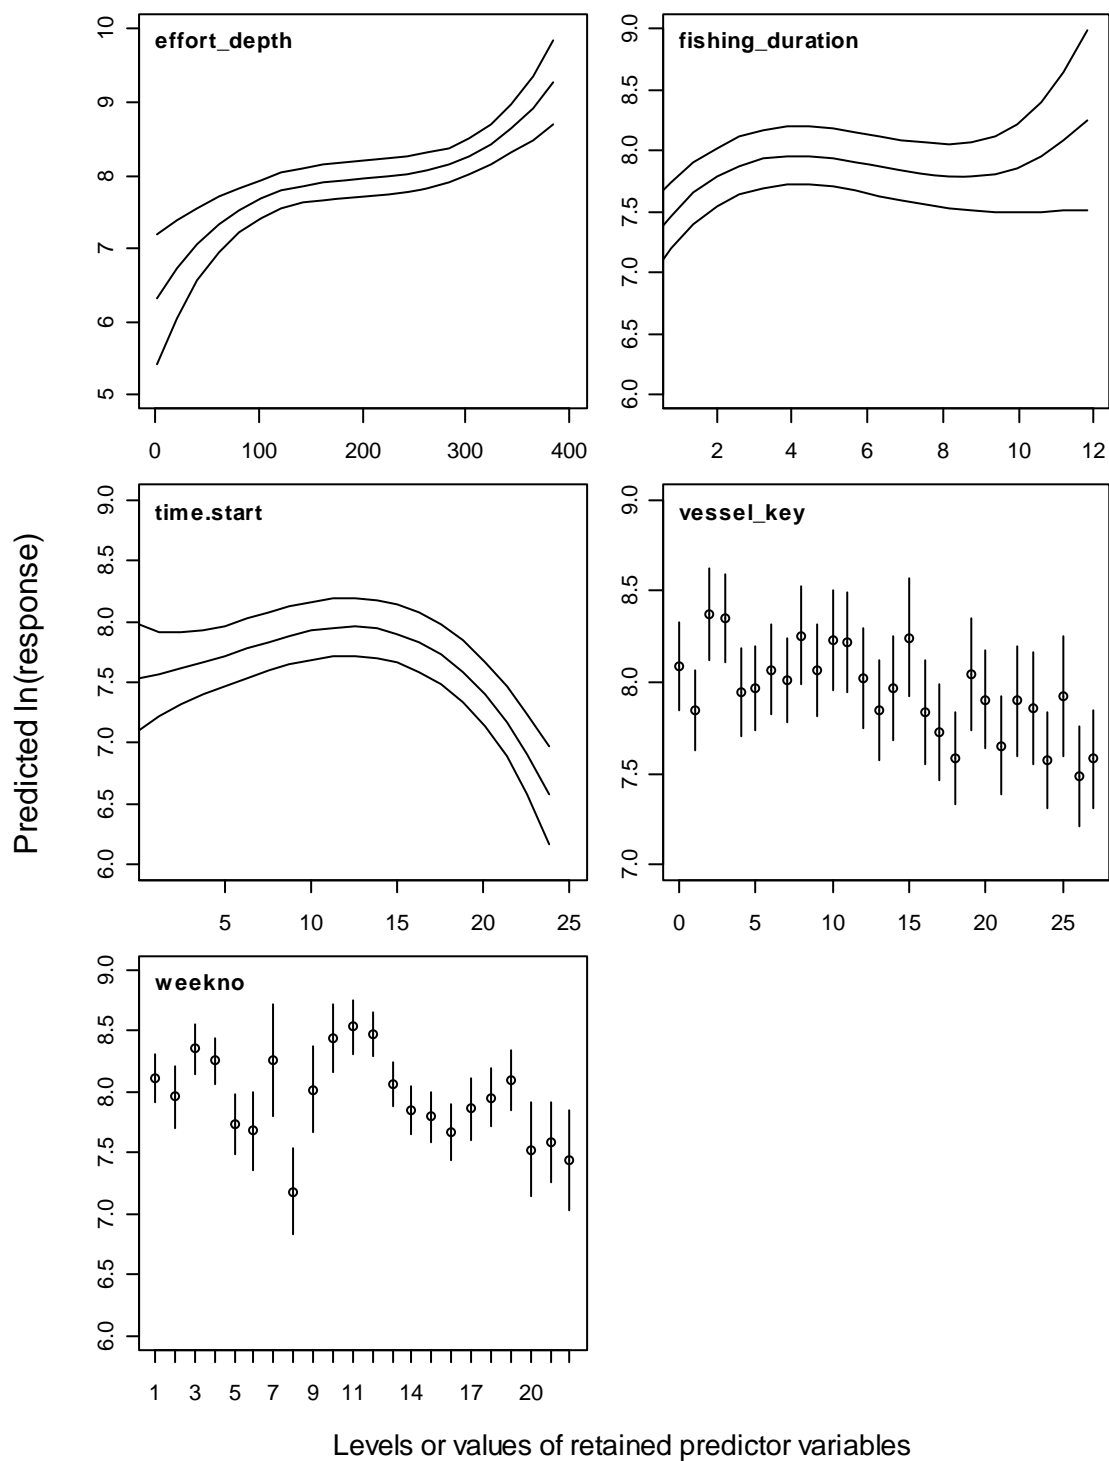 effort_depth
10
9
8
7
6
5
0 100 200 300 400
fishing_duration
9.0
8.5
8.0
7.5
7.0
6.5
6.0
2 4 6 8 10 12
time.start
9.0
8.5
8.0
7.5
7.0
6.5
6.0
5 10 15 20 25
vessel_key
9.0
8.5
8.0
7.5
7.0
0 5 10 15 20 25
weekno
9.0
8.5
8.0
7.5
7.0
6.5
6.0
1 3 5 7 9 11 14 17 20
Predicted ln(response)
Levels or values of retained predictor variables